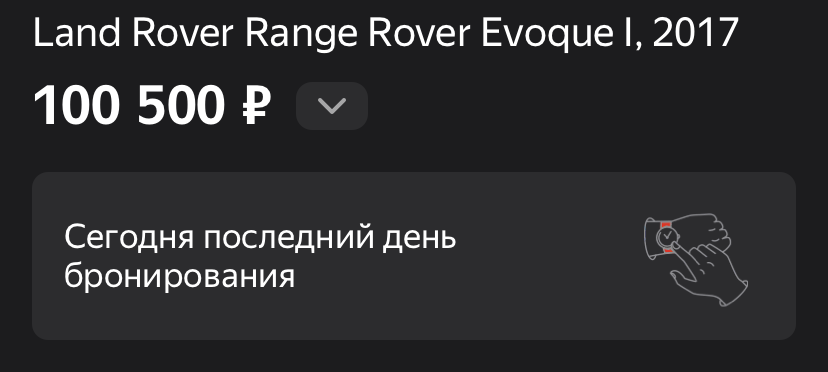 Land Rover Range Rover Evoque I, 2017
100 500 ₽
Сегодня последний день
бронирования